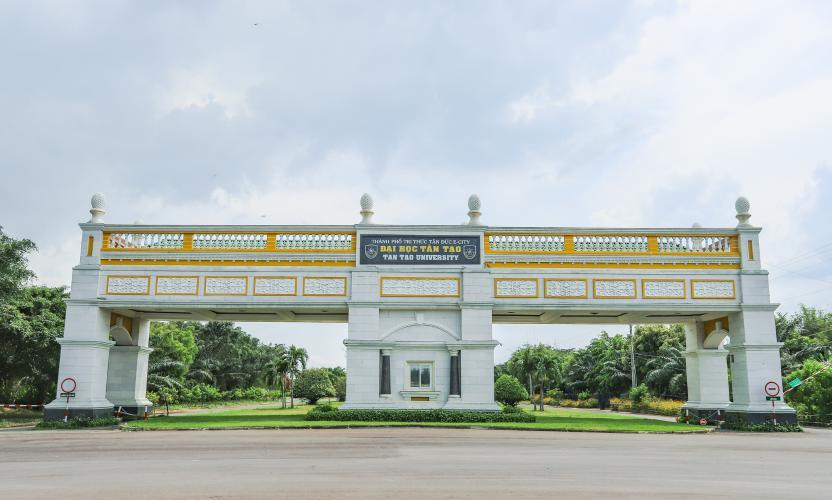 THÀNH PHỐ TRI THỨC TÂN ĐỨC E.CITY
ĐẠI HỌC TÂN TẠO
TAN TAO UNIVERSITY